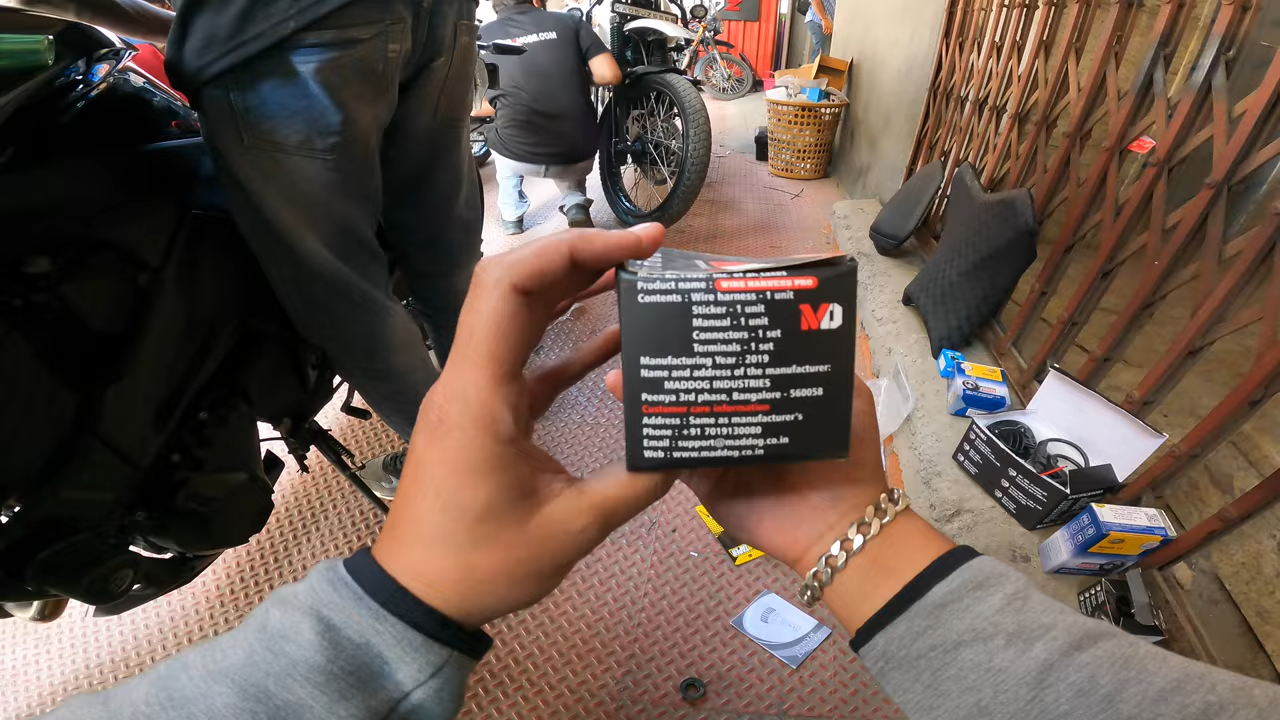 Product name : WIRE HARNESS PRO
Contents : Wire harness - 1 unit
Sticker - 1 unit
Manual - 1 unit
Connectors - 1 set
Terminals - 1 set
MD
Manufacturing Year : 2019
Name and address of the manufacturer:
MADDOG INDUSTRIES
Peenya 3rd phase, Bangalore - 560058
Customer care information
Address : Same as manufacturer's
Phone : +91 7019130080
Email : support@maddog.co.in
Web : www.maddog.co.in